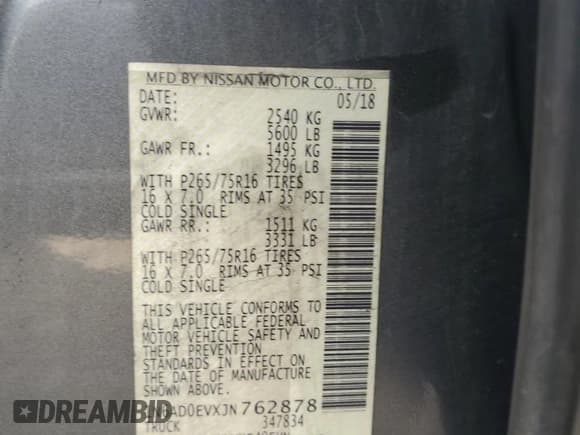 MFD BY NISSAN MOTOR CO., LTD.
DATE: 05/18
GVWR: 2540 KG
5600 LB
GAWR FR.: 1495 KG
3296 LB
WITH P265/75R16 TIRES
16 X 7.0 RIMS AT 35 PSI
COLD SINGLE
GAWR RR.: 1511 KG
3331 LB
WITH P265/75R16 TIRES
16 X 7.0 RIMS AT 35 PSI
COLD SINGLE
THIS VEHICLE CONFORMS TO
ALL APPLICABLE FEDERAL
MOTOR VEHICLE SAFETY AND
THEFT PREVENTION
STANDARDS IN EFFECT ON
THE DATE OF MANUFACTURE
SHOWN ABOVE.
AD0EVXJN762878
TRUCK 347834
BIDHISTORY